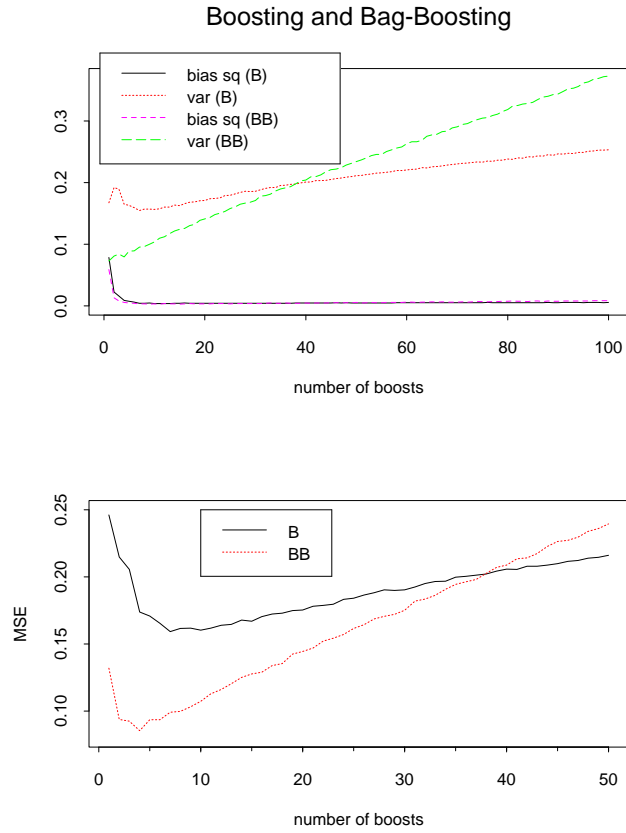 Boosting and Bag-Boosting
bias sq (B)
var (B)
bias sq (BB)
var (BB)
0.3
0.2
0.1
0.0
0 20 40 60 80 100
number of boosts
B
BB
0.25
0.20
0.15
0.10
MSE
0 10 20 30 40 50
number of boosts